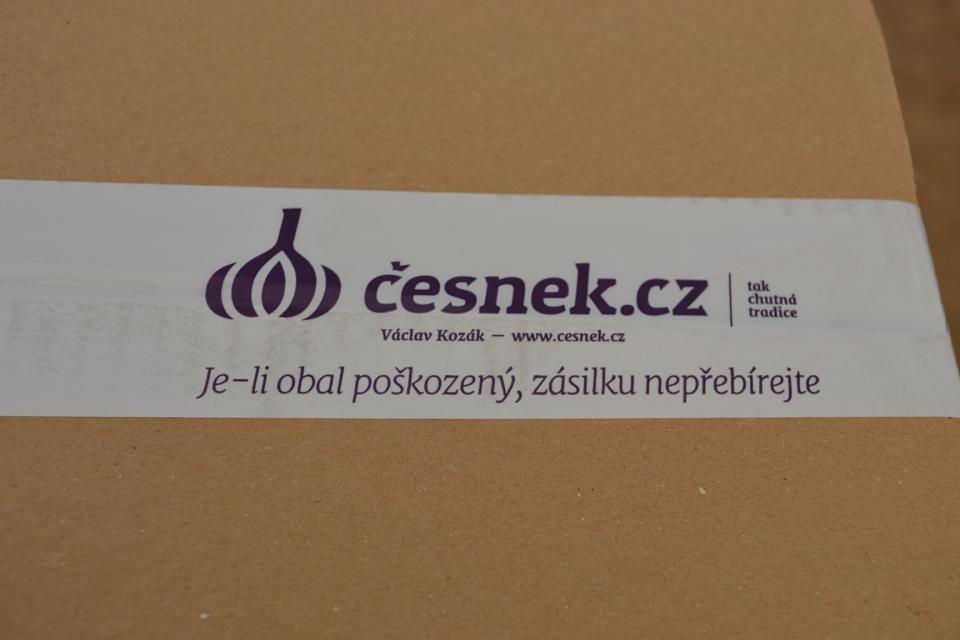 česnek.cz
tak
chutná
tradice
Václav Kozák — www.cesnek.cz
Je-li obal poškozený, zásilku nepřebírejte